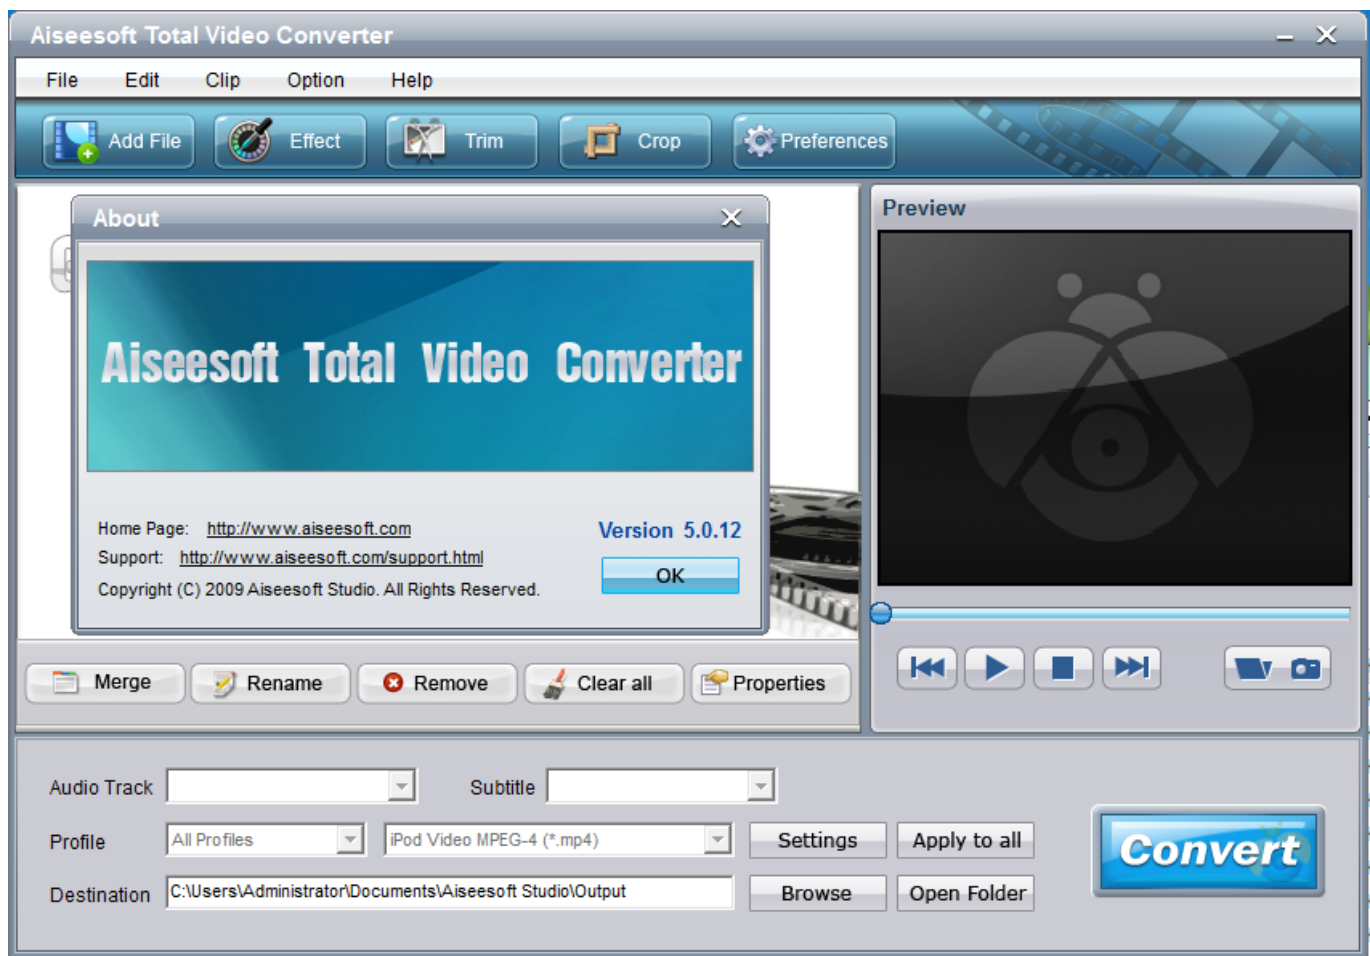 Aiseesoft Total Video Converter
File Edit Clip Option Help
Add File Effect Trim Crop Preferences
About
Preview
Aiseesoft Total Video Converter
Home Page: http://www.aiseesoft.com
Version 5.0.12
Support: http://www.aiseesoft.com/support.html
OK
Copyright (C) 2009 Aiseesoft Studio. All Rights Reserved.
Merge Rename Remove Clear all Properties
Audio Track Subtitle
Profile All Profiles iPod Video MPEG-4 (*.mp4) Settings Apply to all
Convert
Destination C:\Users\Administrator\Documents\Aiseesoft Studio\Output Browse Open Folder